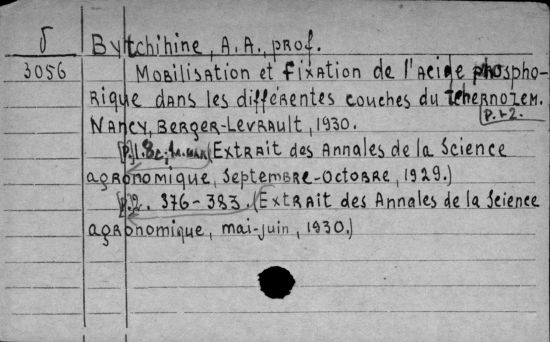 δ Bytchihine, A.A., prof.
3056 Mobilisation et fixation de l'acide phospho-
rique dans les différentes couches du tchernozem.
P. 1-2.
Nancy, Berger-Levrault, 1930.
P. 1. (Extrait des Annales de la Science
agronomique, Septembre-Octobre, 1929.)
P. 2. 376-383. (Extrait des Annales de la Science
agronomique, mai-juin, 1930.)